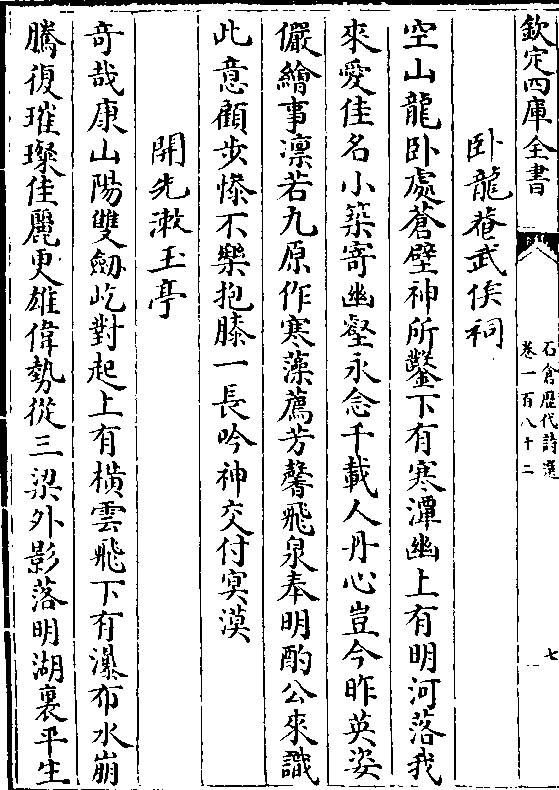 欽定四庫全書
石倉歷代詩選
卷一百八十二
七
卧龍菴武侯祠
空山龍卧處蒼壁神所鑿下有寒潭幽上有明河落我
來愛佳名小築寄幽壑永念千載人丹心豈今昨英姿
儼繪事凛若九原作寒藻薦芳馨飛泉奉明酌公來識
此意顧步慘不樂抱膝一長吟神交付冥漠
開先漱玉亭
奇哉康山陽雙劔屹對起上有横雲飛下有瀑布水崩
騰復璀璨佳麗更雄偉勢從三梁外影落明湖裏平生